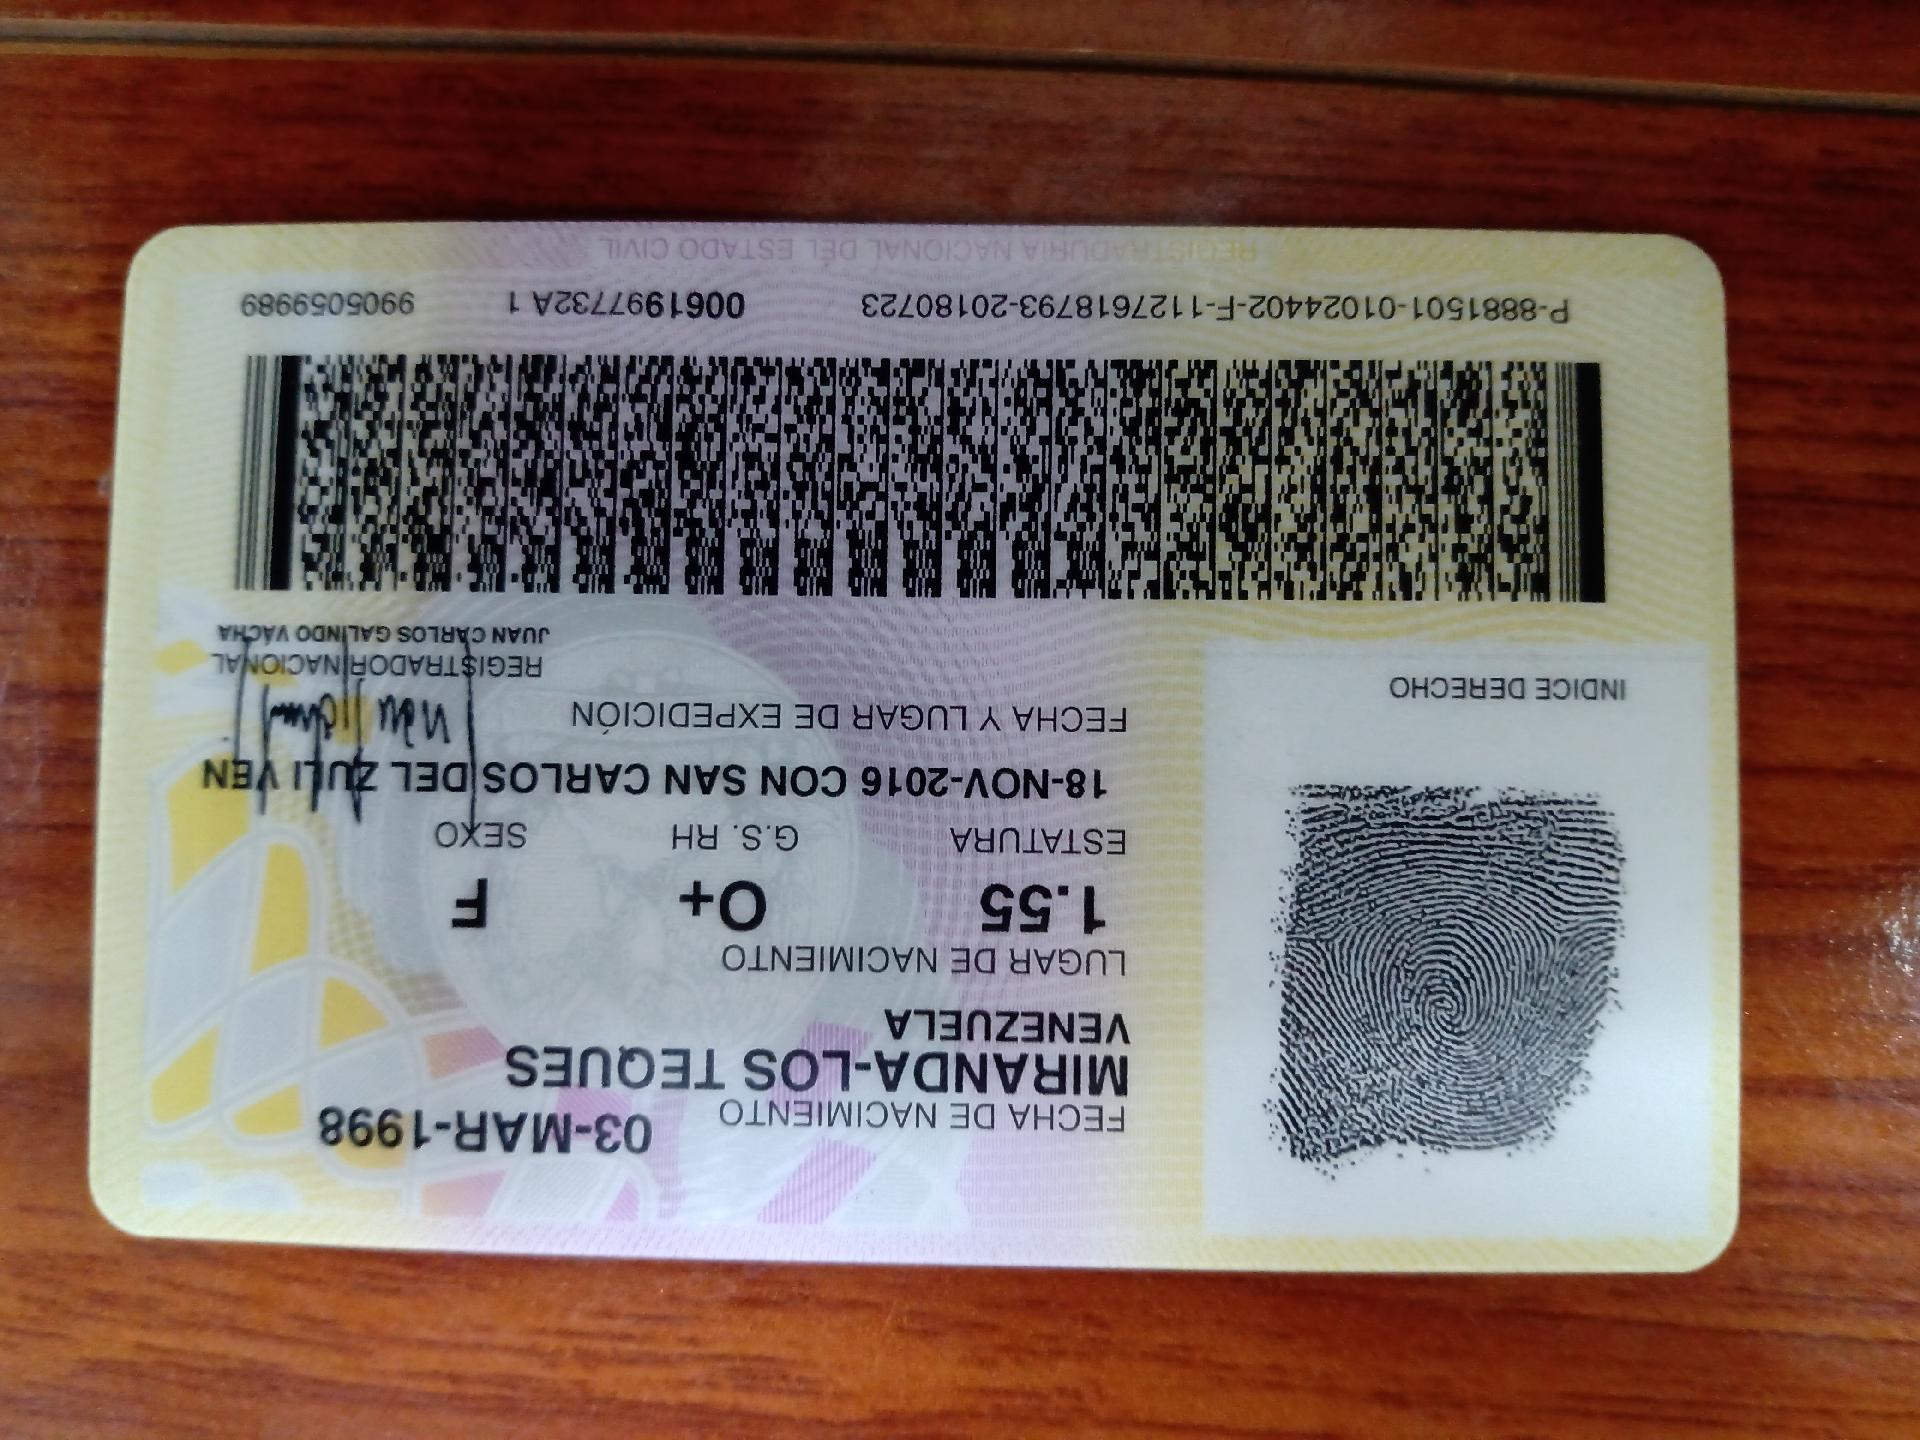 FECHA DE NACIMIENTO 03-MAR-1998
MIRANDA-LOS TEQUES
VENEZUELA
LUGAR DE NACIMIENTO
1.55 O+ F
ESTATURA G.S. RH SEXO
18-NOV-2016 CON SAN CARLOS DEL ZULI VEN
FECHA Y LUGAR DE EXPEDICIÓN
INDICE DERECHO
REGISTRADOR NACIONAL
JUAN CARLOS GALINDO VACHA
P-8881501-01024402-F-1127618793-20180723 0061997732A 1 9905059989
REGISTRADURIA NACIONAL DEL ESTADO CIVIL